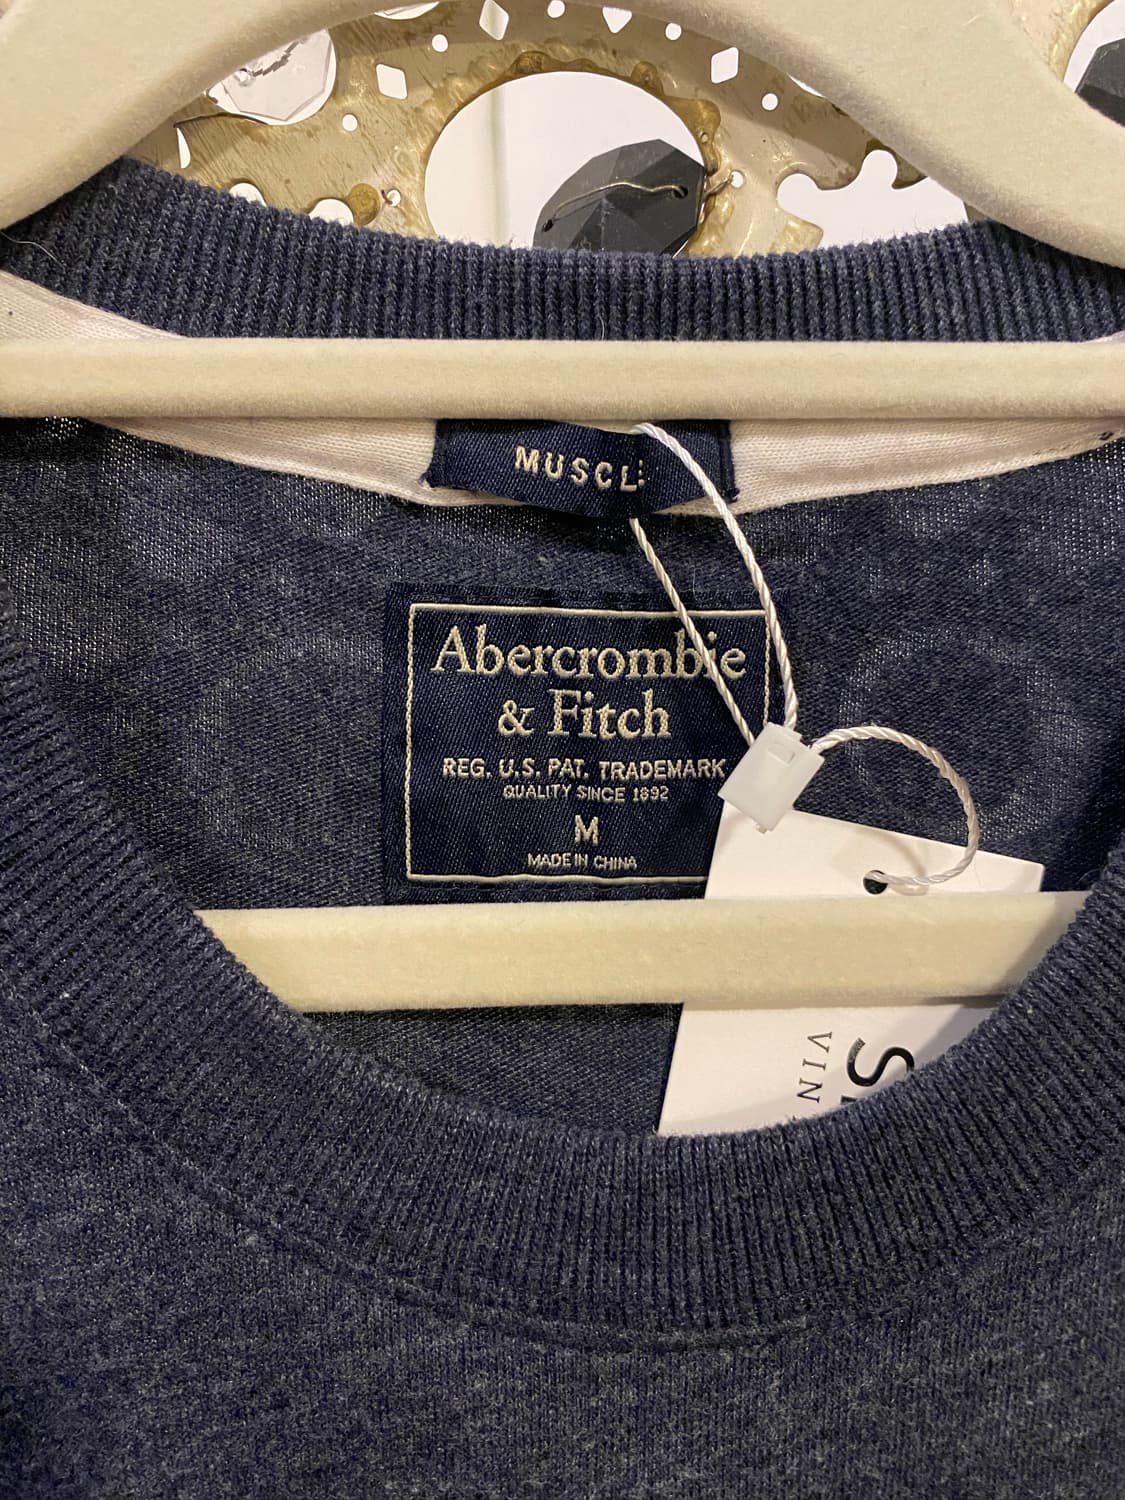 MUSCLE
Abercrombie
& Fitch
REG. U.S. PAT. TRADEMARK
QUALITY SINCE 1892
M
MADE IN CHINA